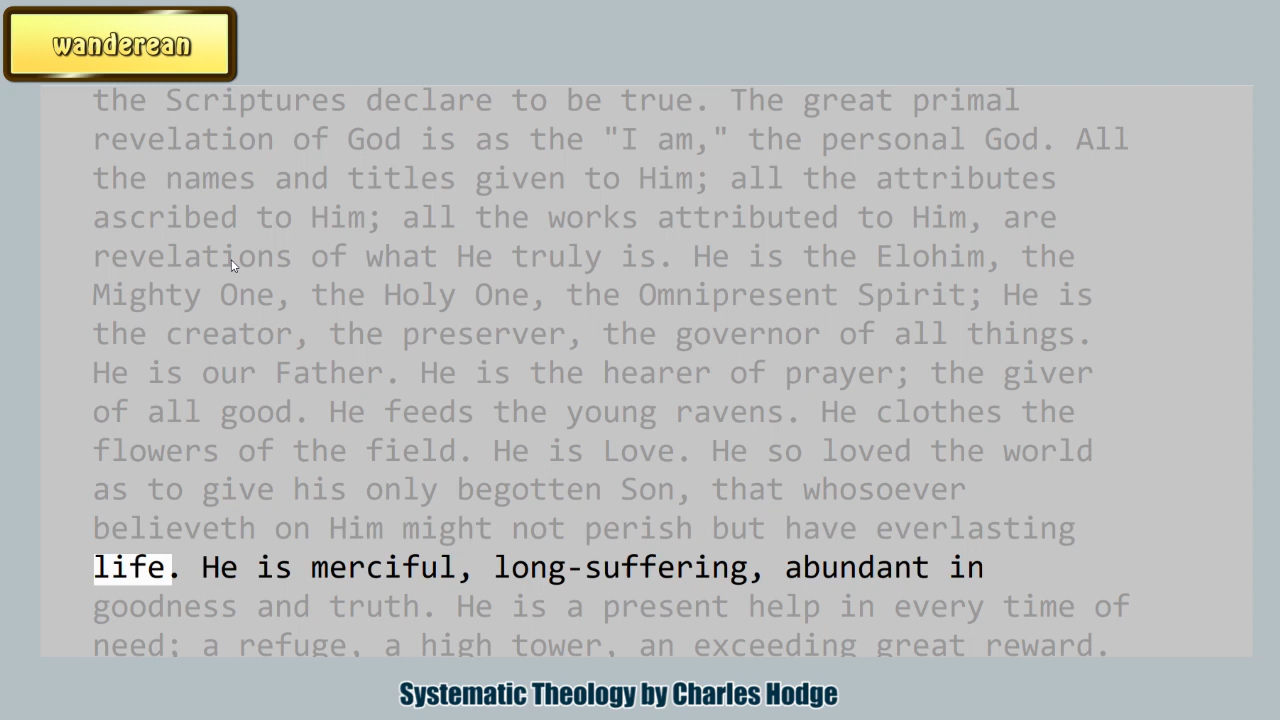 wanderean
the Scriptures declare to be true. The great primal
revelation of God is as the "I am," the personal God. All
the names and titles given to Him; all the attributes
ascribed to Him; all the works attributed to Him, are
revelations of what He truly is. He is the Elohim, the
Mighty One, the Holy One, the Omnipresent Spirit; He is
the creator, the preserver, the governor of all things.
He is our Father. He is the hearer of prayer; the giver
of all good. He feeds the young ravens. He clothes the
flowers of the field. He is Love. He so loved the world
as to give his only begotten Son, that whosoever
believeth on Him might not perish but have everlasting
life. He is merciful, long-suffering, abundant in
goodness and truth. He is a present help in every time of
need; a refuge, a high tower, an exceeding great reward.
Systematic Theology by Charles Hodge